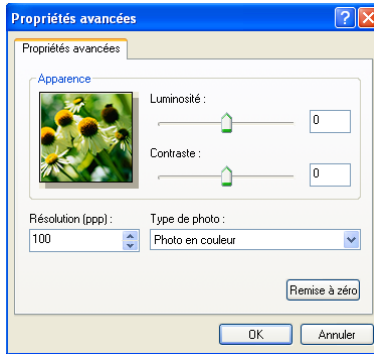 Propriétés avancées
Propriétés avancées
Apparence
Luminosité :
0
Contraste :
0
Résolution (ppp) :
100
Type de photo :
Photo en couleur
Remise à zéro
OK
Annuler